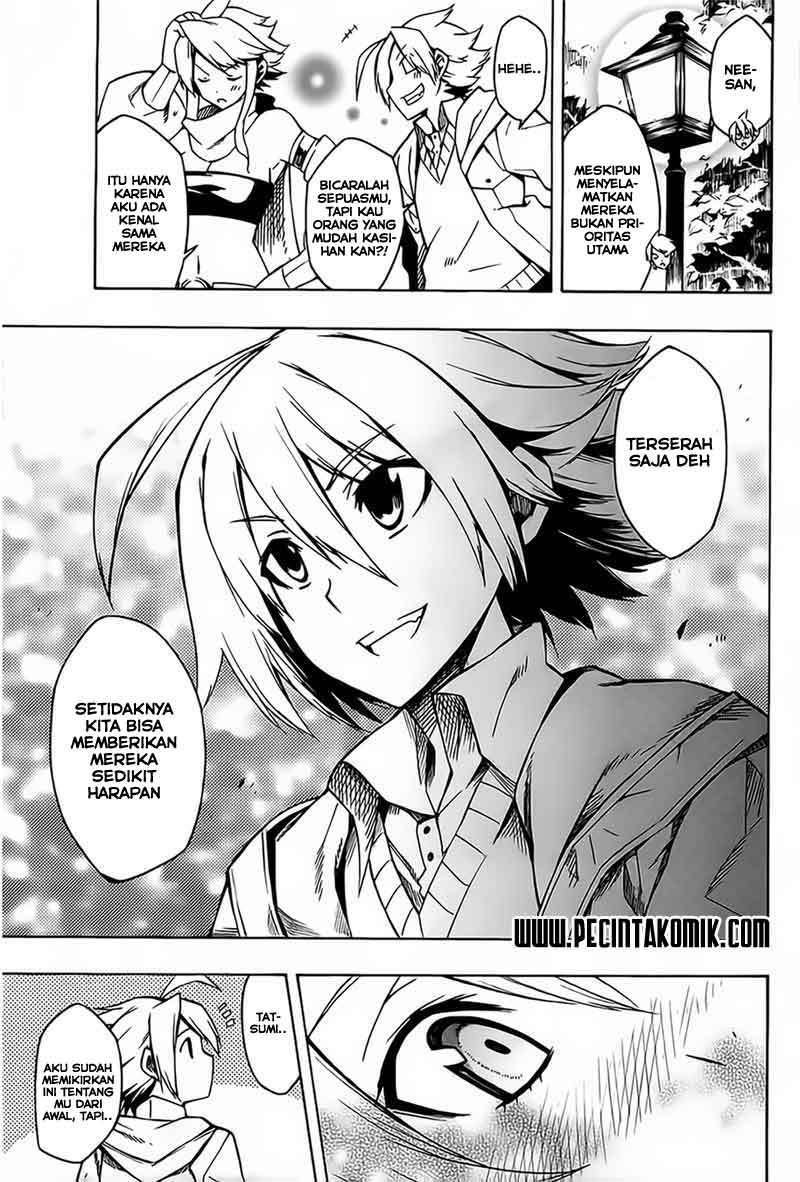 NEE-
SAN,
MESKIPUN
MENYELA-
MATKAN
MEREKA
BUKAN PRI-
ORITAS
UTAMA
HEHE..
BICARALAH
SEPUASMU,
TAPI KAU
ORANG YANG
MUDAH KASI-
HAN KAN?!
ITU HANYA
KARENA
AKU ADA
KENAL
SAMA
MEREKA
TERSERAH
SAJA DEH
SETIDAKNYA
KITA BISA
MEMBERIKAN
MEREKA
SEDIKIT
HARAPAN
WWW.PECINTAKOMIK.COM
TAT-
SUMI..
AKU SUDAH
MEMIKIRKAN
INI TENTANG
MU DARI
AWAL, TAPI..